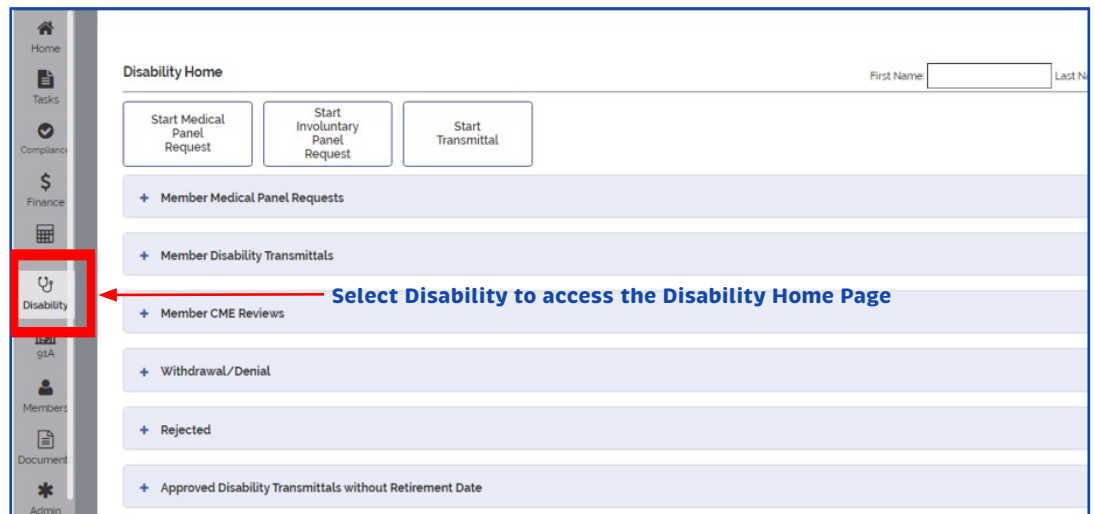 Home
Tasks
Compliance
Finance
Disability
91A
Members
Document
Admin
Disability Home
First Name
Last Na
Start Medical
Panel
Request
Start
Involuntary
Panel
Request
Start
Transmittal
+ Member Medical Panel Requests
+ Member Disability Transmittals
Select Disability to access the Disability Home Page
+ Member CME Reviews
+ Withdrawal/Denial
+ Rejected
+ Approved Disability Transmittals without Retirement Date